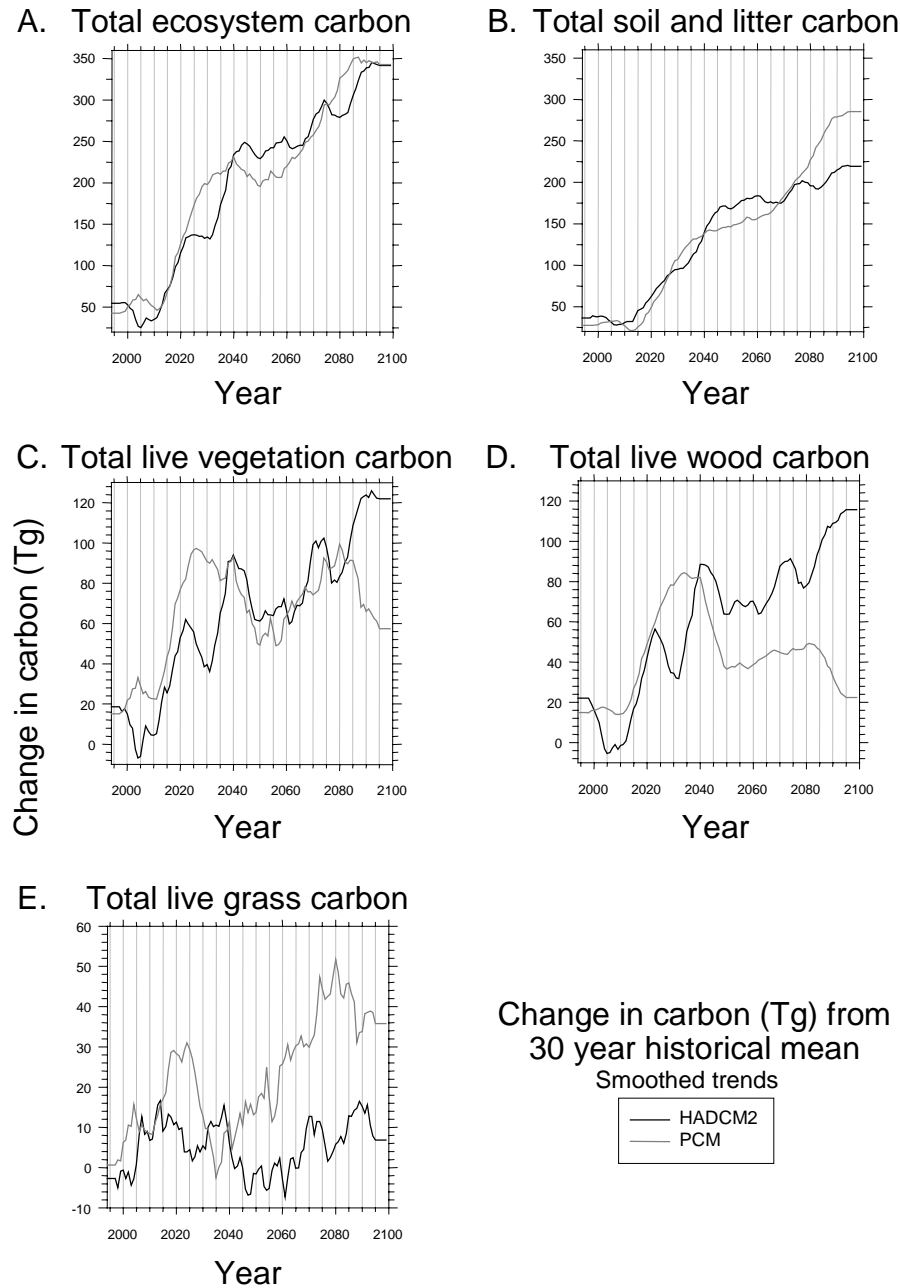 A. Total ecosystem carbon
350
300
250
200
150
100
50
2000 2020 2040 2060 2080 2100
Year
B. Total soil and litter carbon
350
300
250
200
150
100
50
2000 2020 2040 2060 2080 2100
Year
Change in carbon (Tg)
C. Total live vegetation carbon
120
100
80
60
40
20
0
2000 2020 2040 2060 2080 2100
Year
D. Total live wood carbon
120
100
80
60
40
20
0
2000 2020 2040 2060 2080 2100
Year
E. Total live grass carbon
60
50
40
30
20
10
0
-10
2000 2020 2040 2060 2080 2100
Year
Change in carbon (Tg) from
30 year historical mean
Smoothed trends
HADCM2
PCM